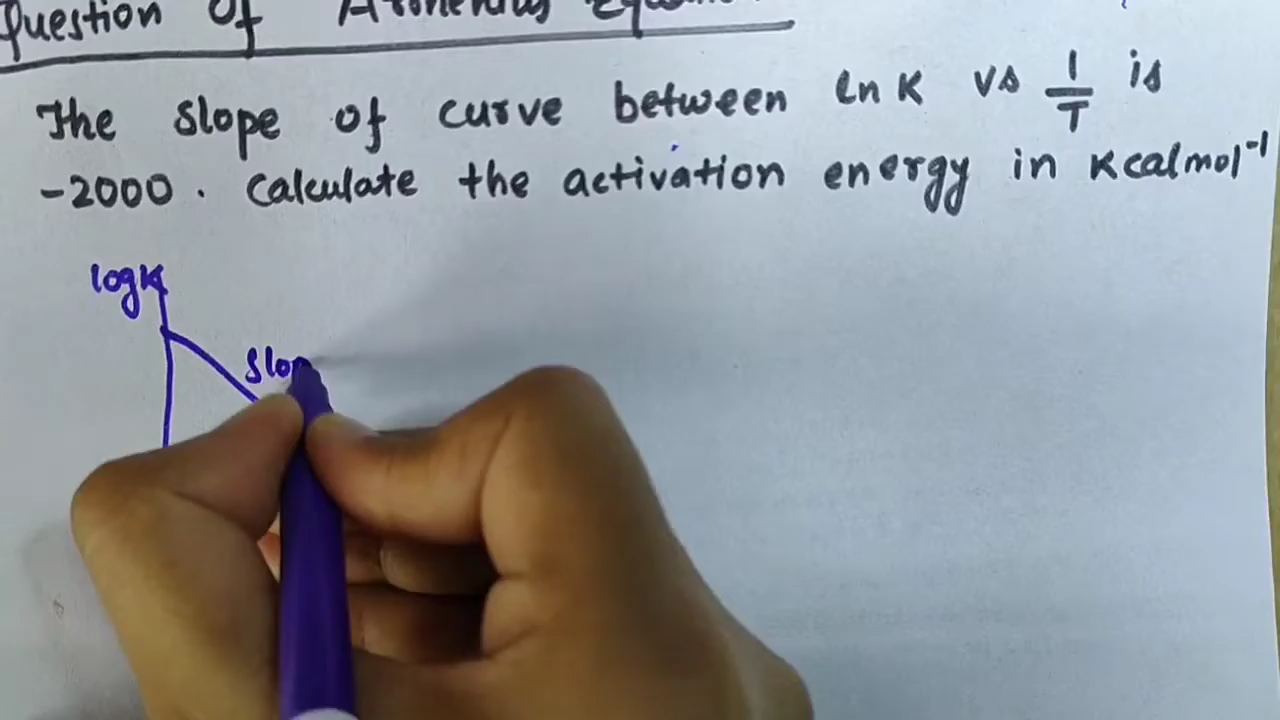 Question of
The slope of curve between ln K vs 1/T is
-2000. Calculate the activation energy in Kcalmol⁻¹
logK
slop